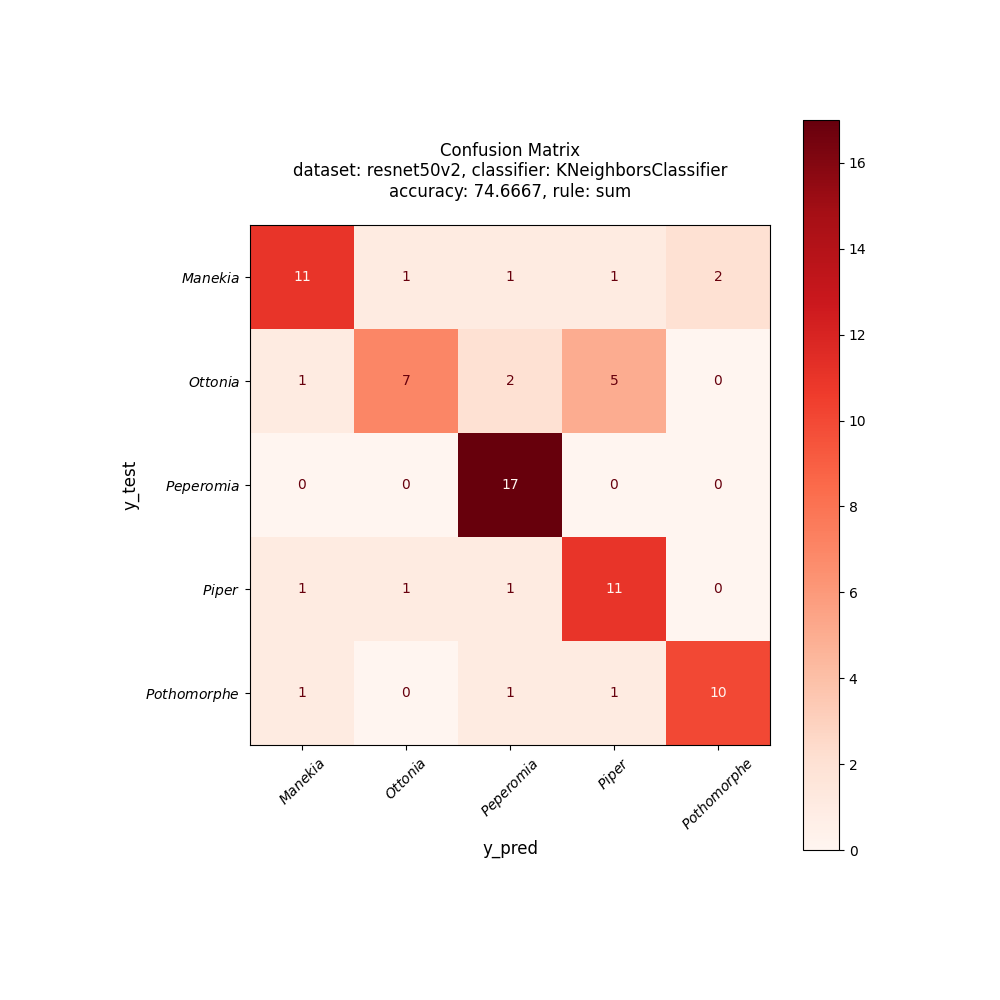 Confusion Matrix
dataset: resnet50v2, classifier: KNeighborsClassifier
accuracy: 74.6667, rule: sum
y_test
Manekia 11 1 1 1 2
Ottonia 1 7 2 5 0
Peperomia 0 0 17 0 0
Piper 1 1 1 11 0
Pothomorphe 1 0 1 1 10
Manekia Ottonia Peperomia Piper Pothomorphe
y_pred
16
14
12
10
8
6
4
2
0